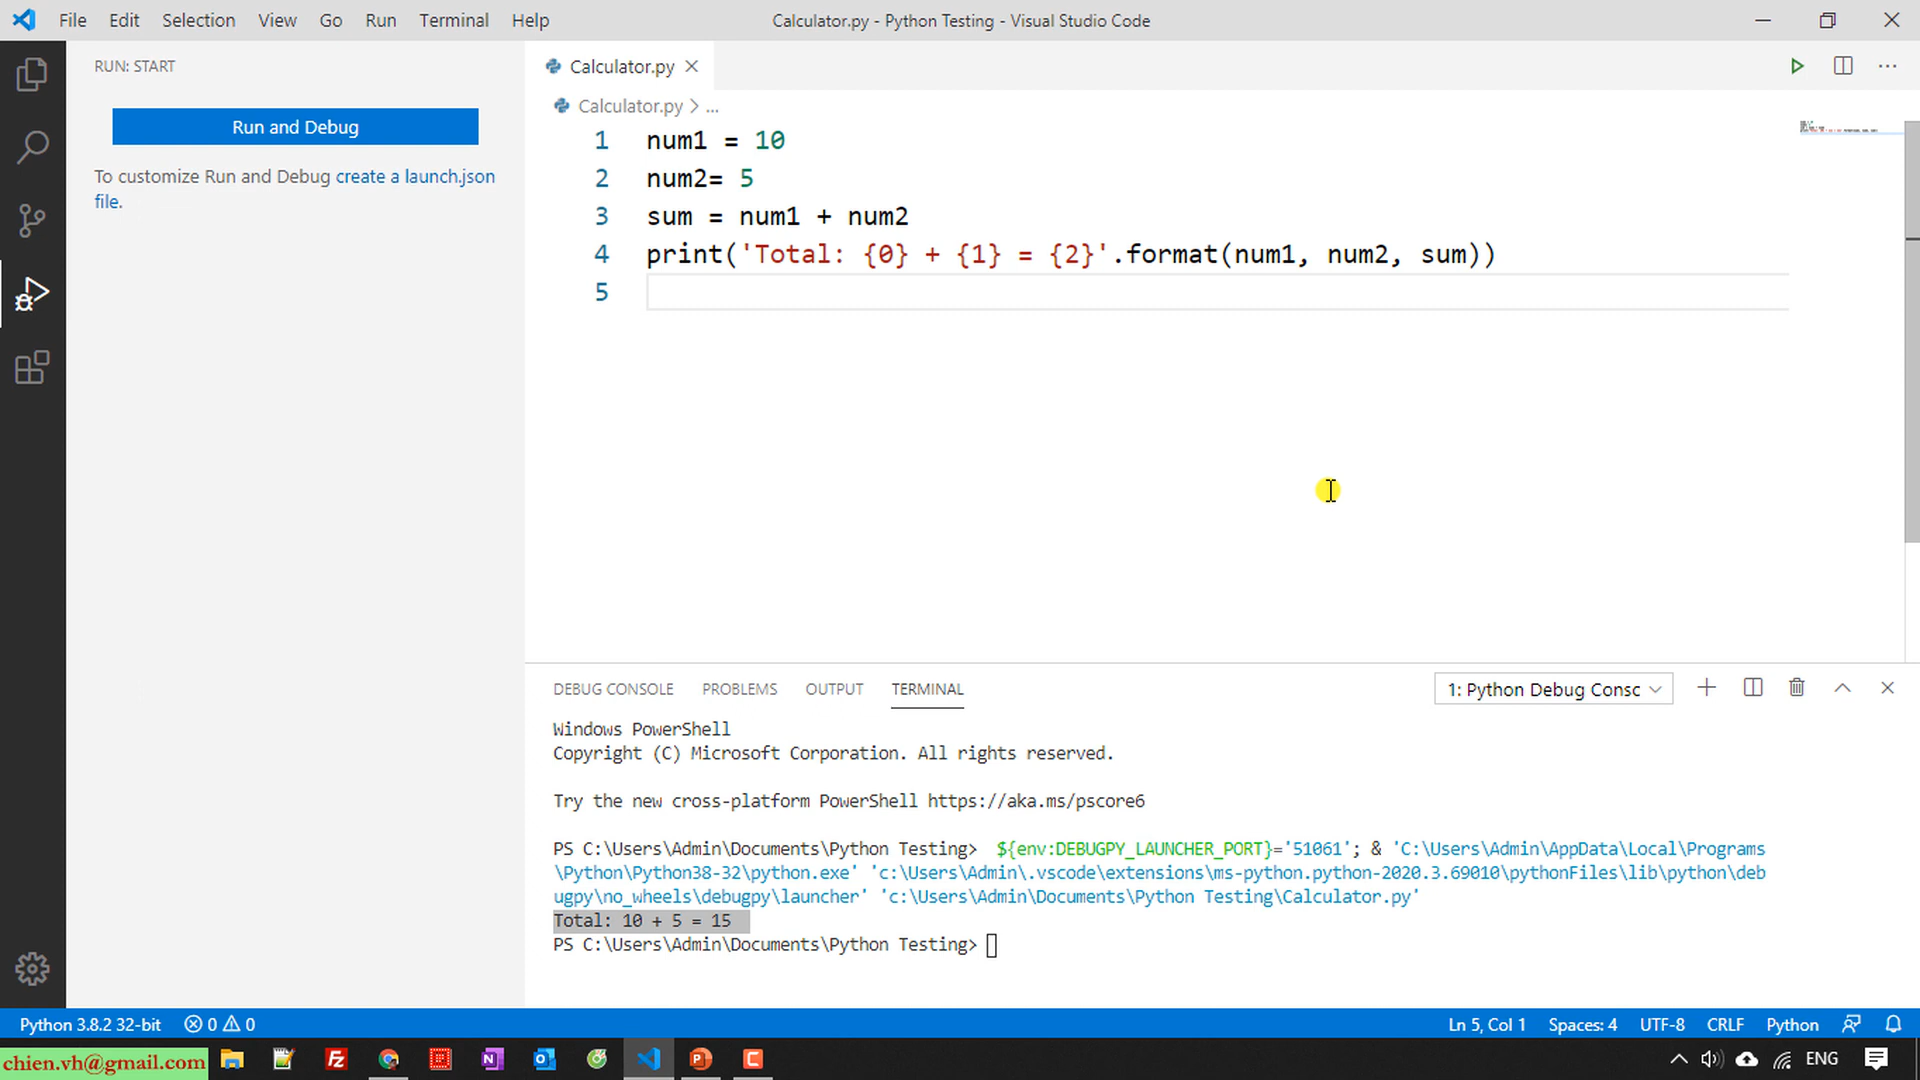 File Edit Selection View Go Run Terminal Help
Calculator.py - Python Testing - Visual Studio Code
RUN: START
Run and Debug
To customize Run and Debug create a launch.json
file.
Calculator.py
Calculator.py > ...
1 num1 = 10
2 num2= 5
3 sum = num1 + num2
4 print('Total: {0} + {1} = {2}'.format(num1, num2, sum))
5
DEBUG CONSOLE PROBLEMS OUTPUT TERMINAL
1: Python Debug Consc
Windows PowerShell
Copyright (C) Microsoft Corporation. All rights reserved.
Try the new cross-platform PowerShell https://aka.ms/pscore6
PS C:\Users\Admin\Documents\Python Testing> ${env:DEBUGPY_LAUNCHER_PORT}='51061'; & 'C:\Users\Admin\AppData\Local\Programs
\Python\Python38-32\python.exe' 'c:\Users\Admin\.vscode\extensions\ms-python.python-2020.3.69010\pythonFiles\lib\python\deb
ugpy\no_wheels\debugpy\launcher' 'c:\Users\Admin\Documents\Python Testing\Calculator.py'
Total: 10 + 5 = 15
PS C:\Users\Admin\Documents\Python Testing>
Python 3.8.2 32-bit 0 0 Ln 5, Col 1 Spaces: 4 UTF-8 CRLF Python
chien.vh@gmail.com
ENG